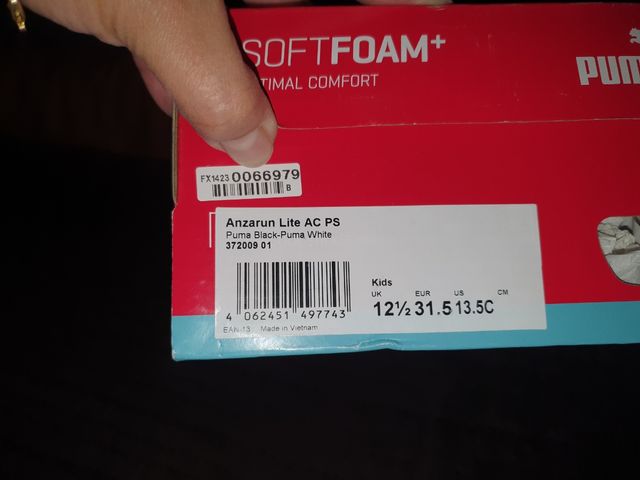 SOFTFOAM+
TIMAL COMFORT
PUM
FX1423 0066979
B
Anzarun Lite AC PS
Puma Black-Puma White
372009 01
Kids
UK EUR US CM
12½ 31.5 13.5C
4 062451 497743
EAN-13 Made in Vietnam